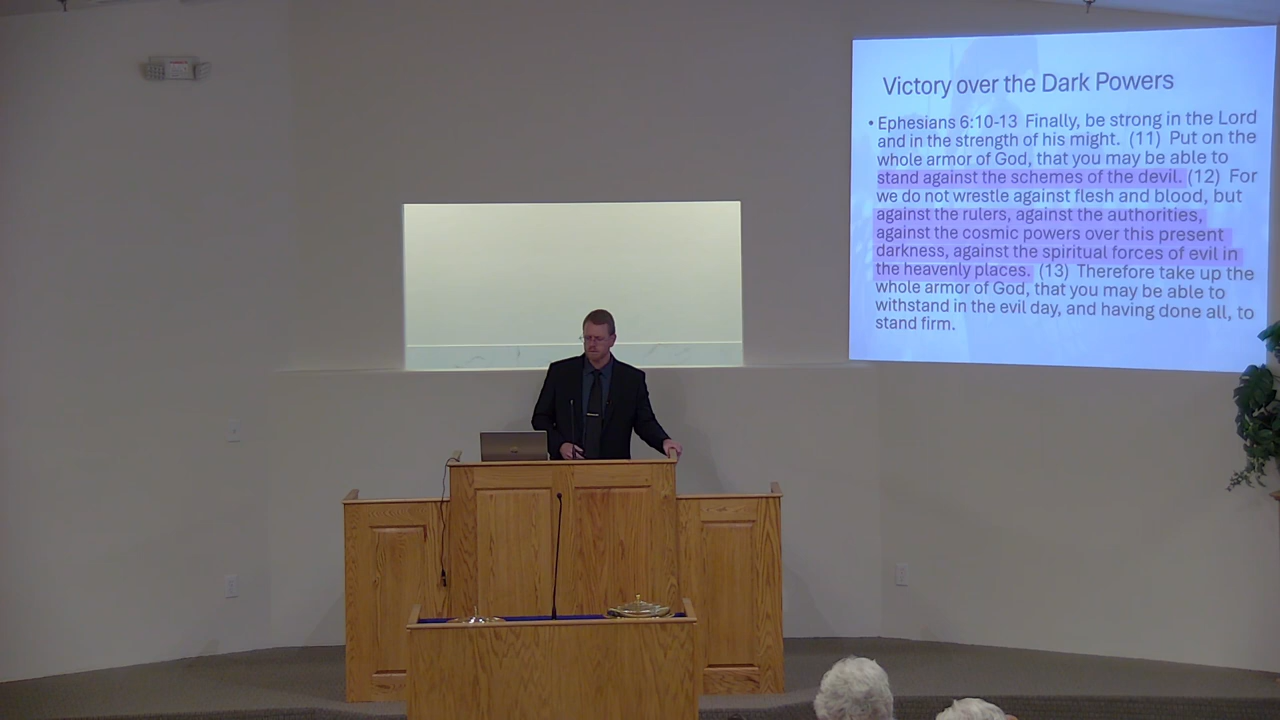 Victory over the Dark Powers
• Ephesians 6:10-13 Finally, be strong in the Lord
and in the strength of his might. (11) Put on the
whole armor of God, that you may be able to
stand against the schemes of the devil. (12) For
we do not wrestle against flesh and blood, but
against the rulers, against the authorities,
against the cosmic powers over this present
darkness, against the spiritual forces of evil in
the heavenly places. (13) Therefore take up the
whole armor of God, that you may be able to
withstand in the evil day, and having done all, to
stand firm.